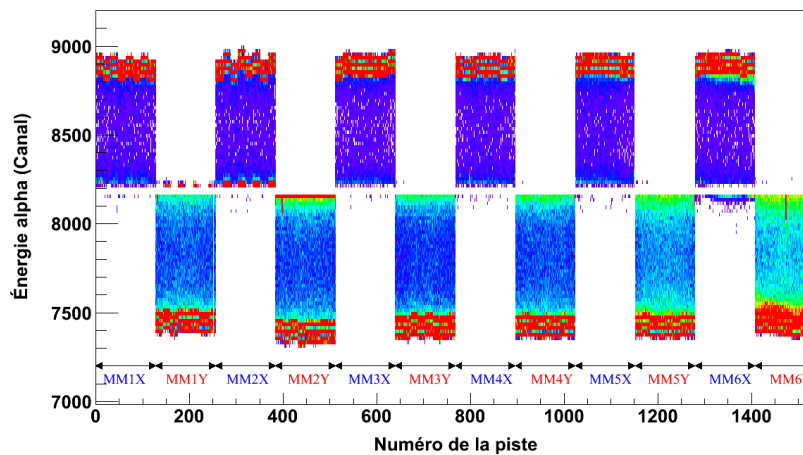 Énergie alpha (Canal)
9000
8500
8000
7500
7000
MM1X MM1Y MM2X MM2Y MM3X MM3Y MM4X MM4Y MM5X MM5Y MM6X MM6
0 200 400 600 800 1000 1200 1400
Numéro de la piste